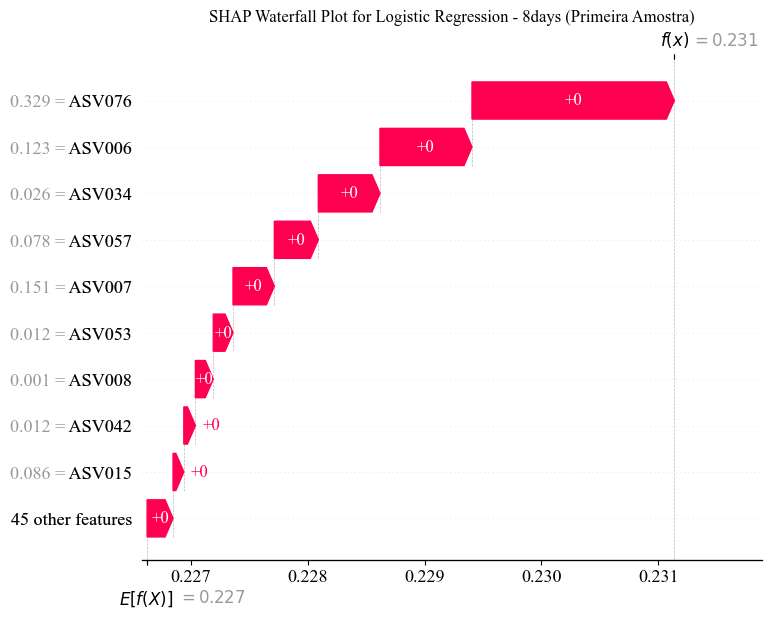 SHAP Waterfall Plot for Logistic Regression - 8days (Primeira Amostra)
f(x) = 0.231
0.329 = ASV076 +0
0.123 = ASV006 +0
0.026 = ASV034 +0
0.078 = ASV057 +0
0.151 = ASV007 +0
0.012 = ASV053 +0
0.001 = ASV008 +0
0.012 = ASV042 +0
0.086 = ASV015 +0
45 other features +0
0.227 0.228 0.229 0.230 0.231
E[f(X)] = 0.227